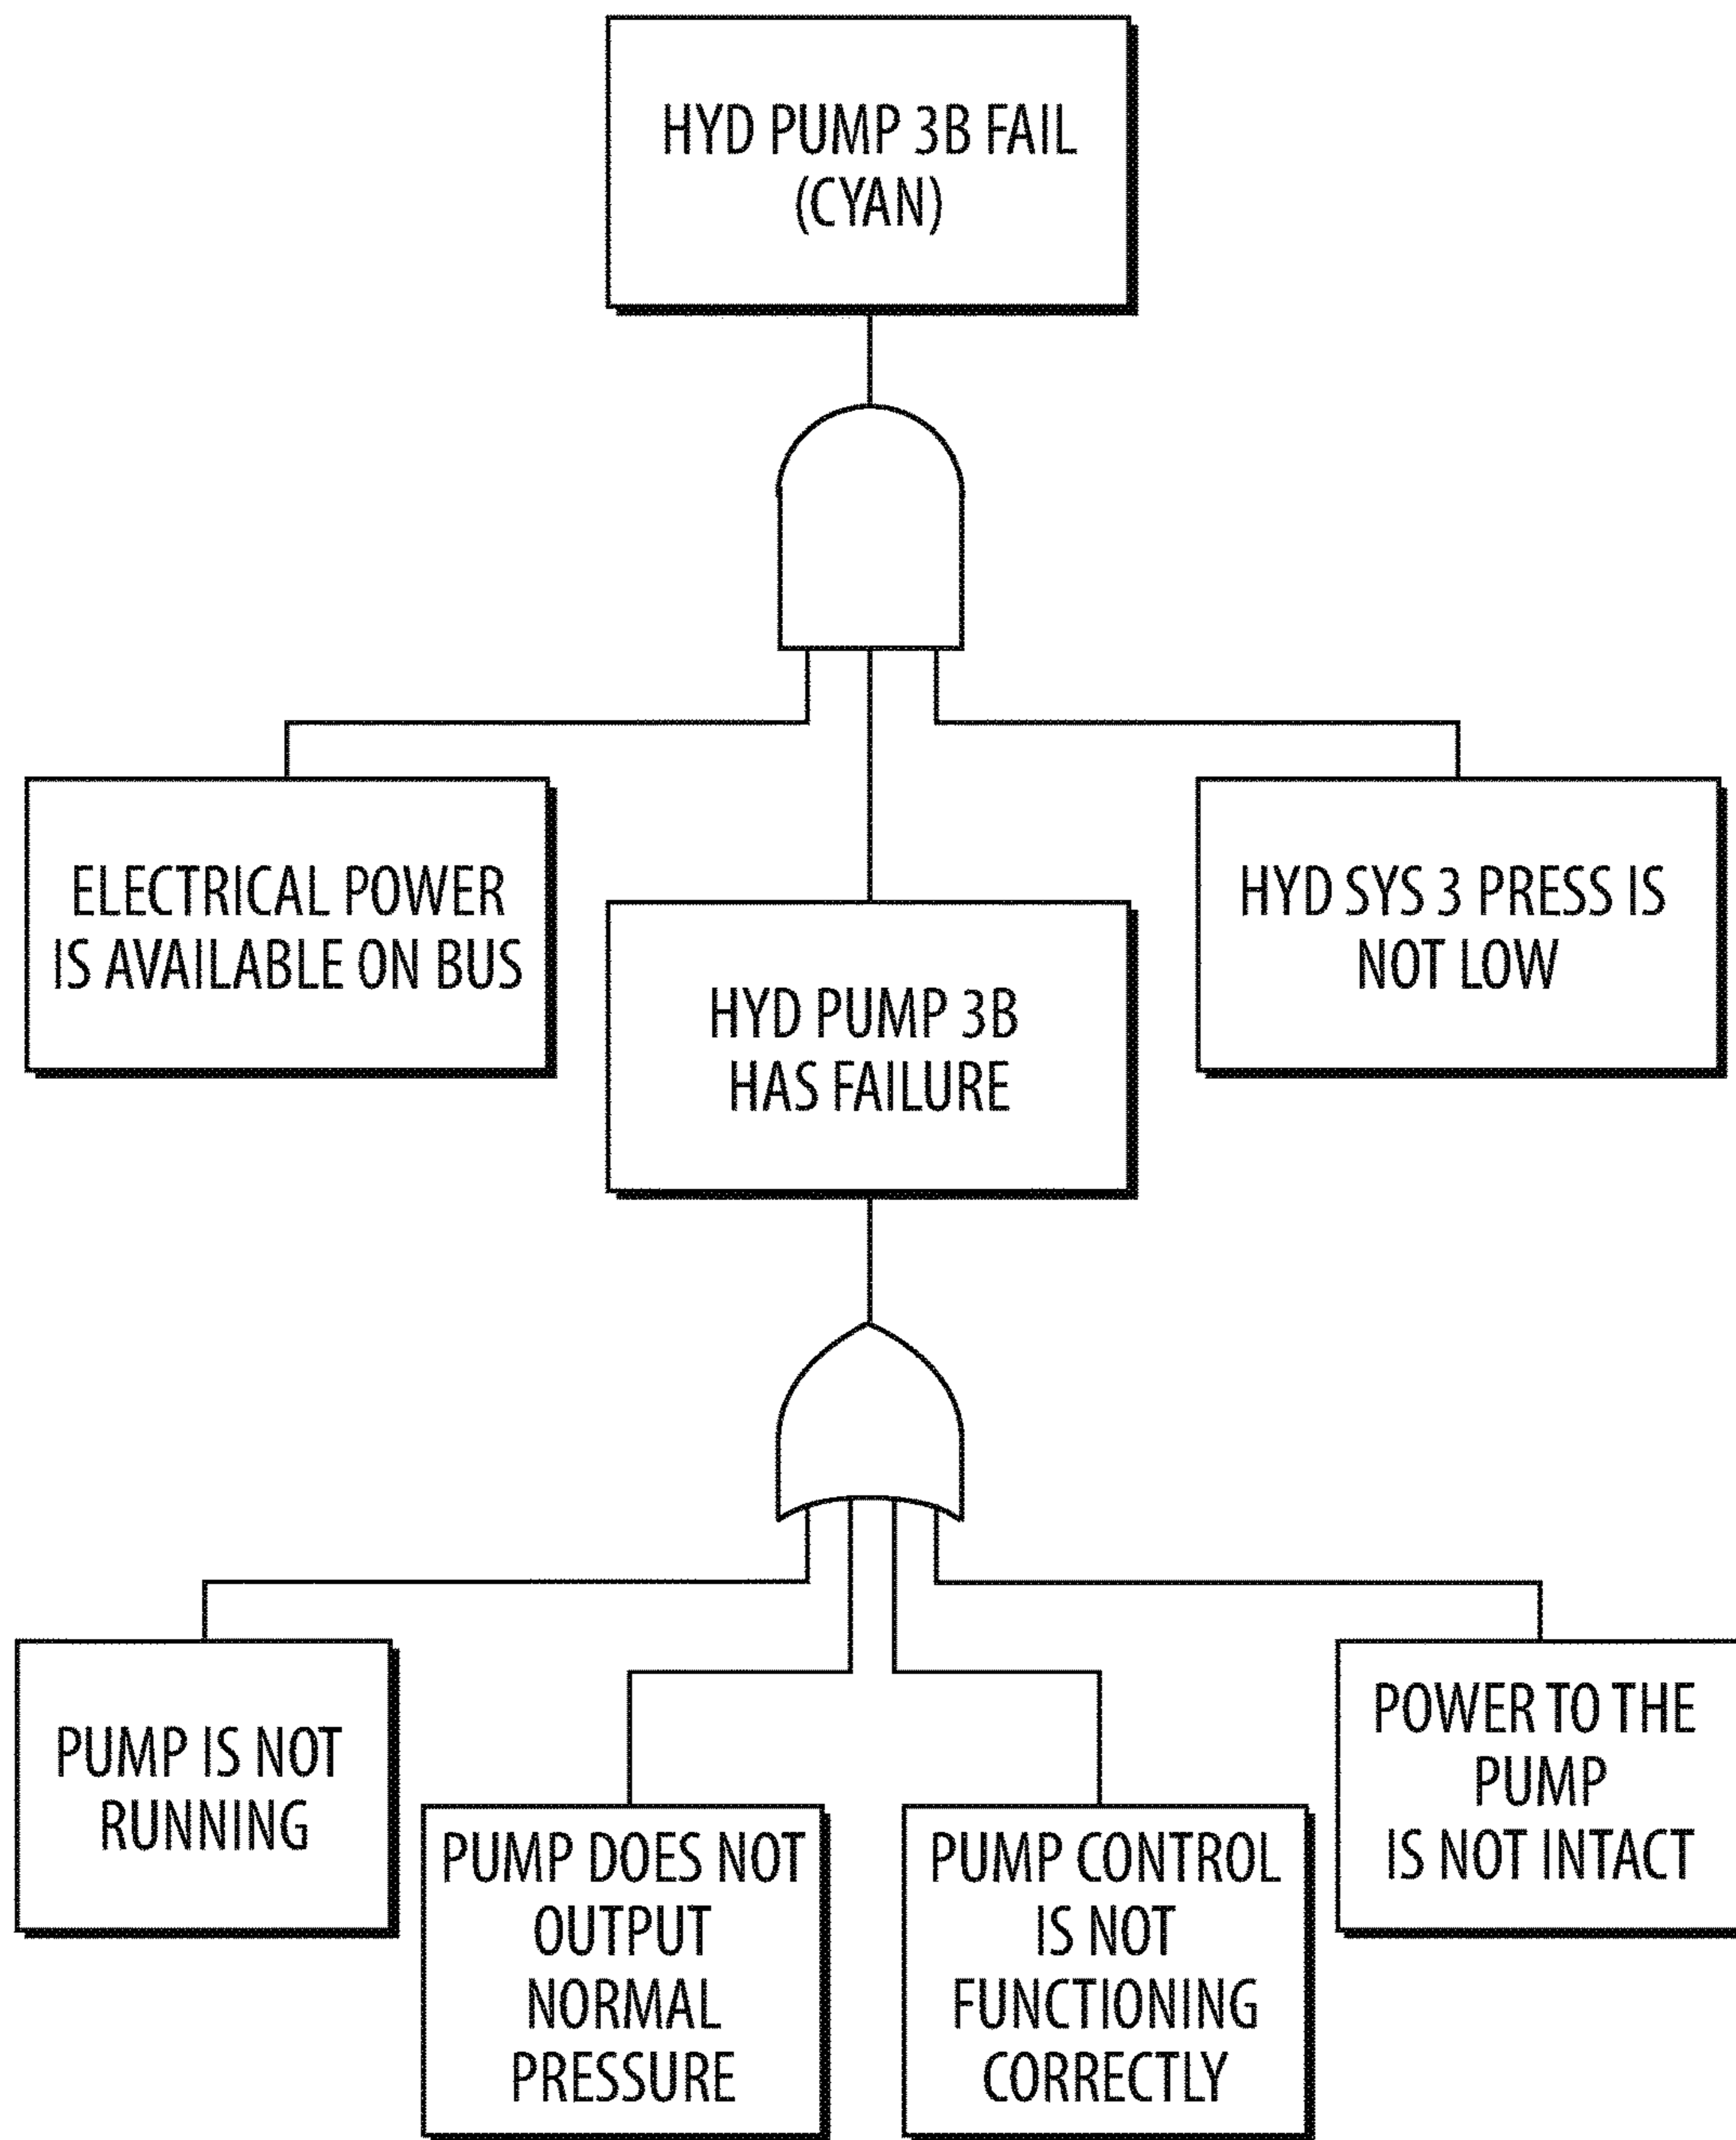 HYD PUMP 3B FAIL
(CYAN)
ELECTRICAL POWER
IS AVAILABLE ON BUS
HYD PUMP 3B
HAS FAILURE
HYD SYS 3 PRESS IS
NOT LOW
PUMP IS NOT
RUNNING
PUMP DOES NOT
OUTPUT
NORMAL
PRESSURE
PUMP CONTROL
IS NOT
FUNCTIONING
CORRECTLY
POWER TO THE
PUMP
IS NOT INTACT